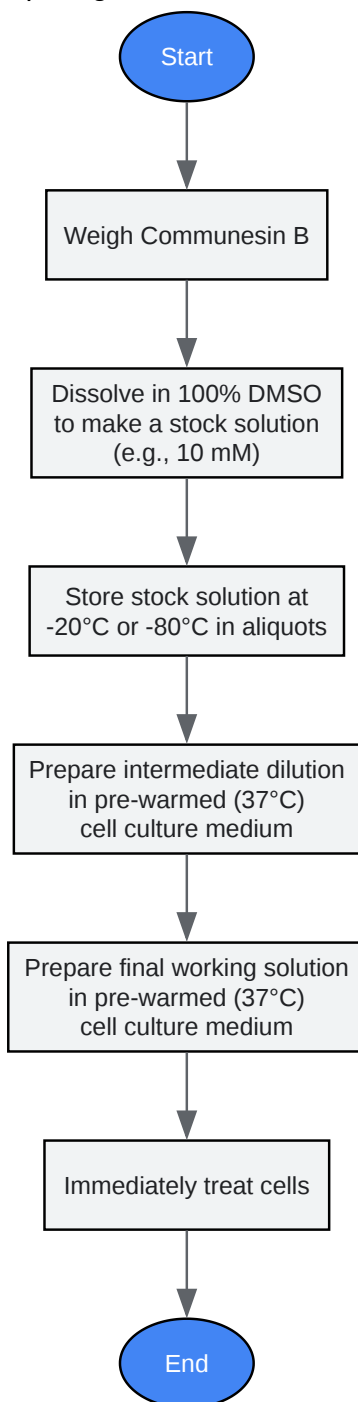 Start
Weigh Communesin B
Dissolve in 100% DMSO
to make a stock solution
(e.g., 10 mM)
Store stock solution at
-20°C or -80°C in aliquots
Prepare intermediate dilution
in pre-warmed (37°C)
cell culture medium
Prepare final working solution
in pre-warmed (37°C)
cell culture medium
Immediately treat cells
End